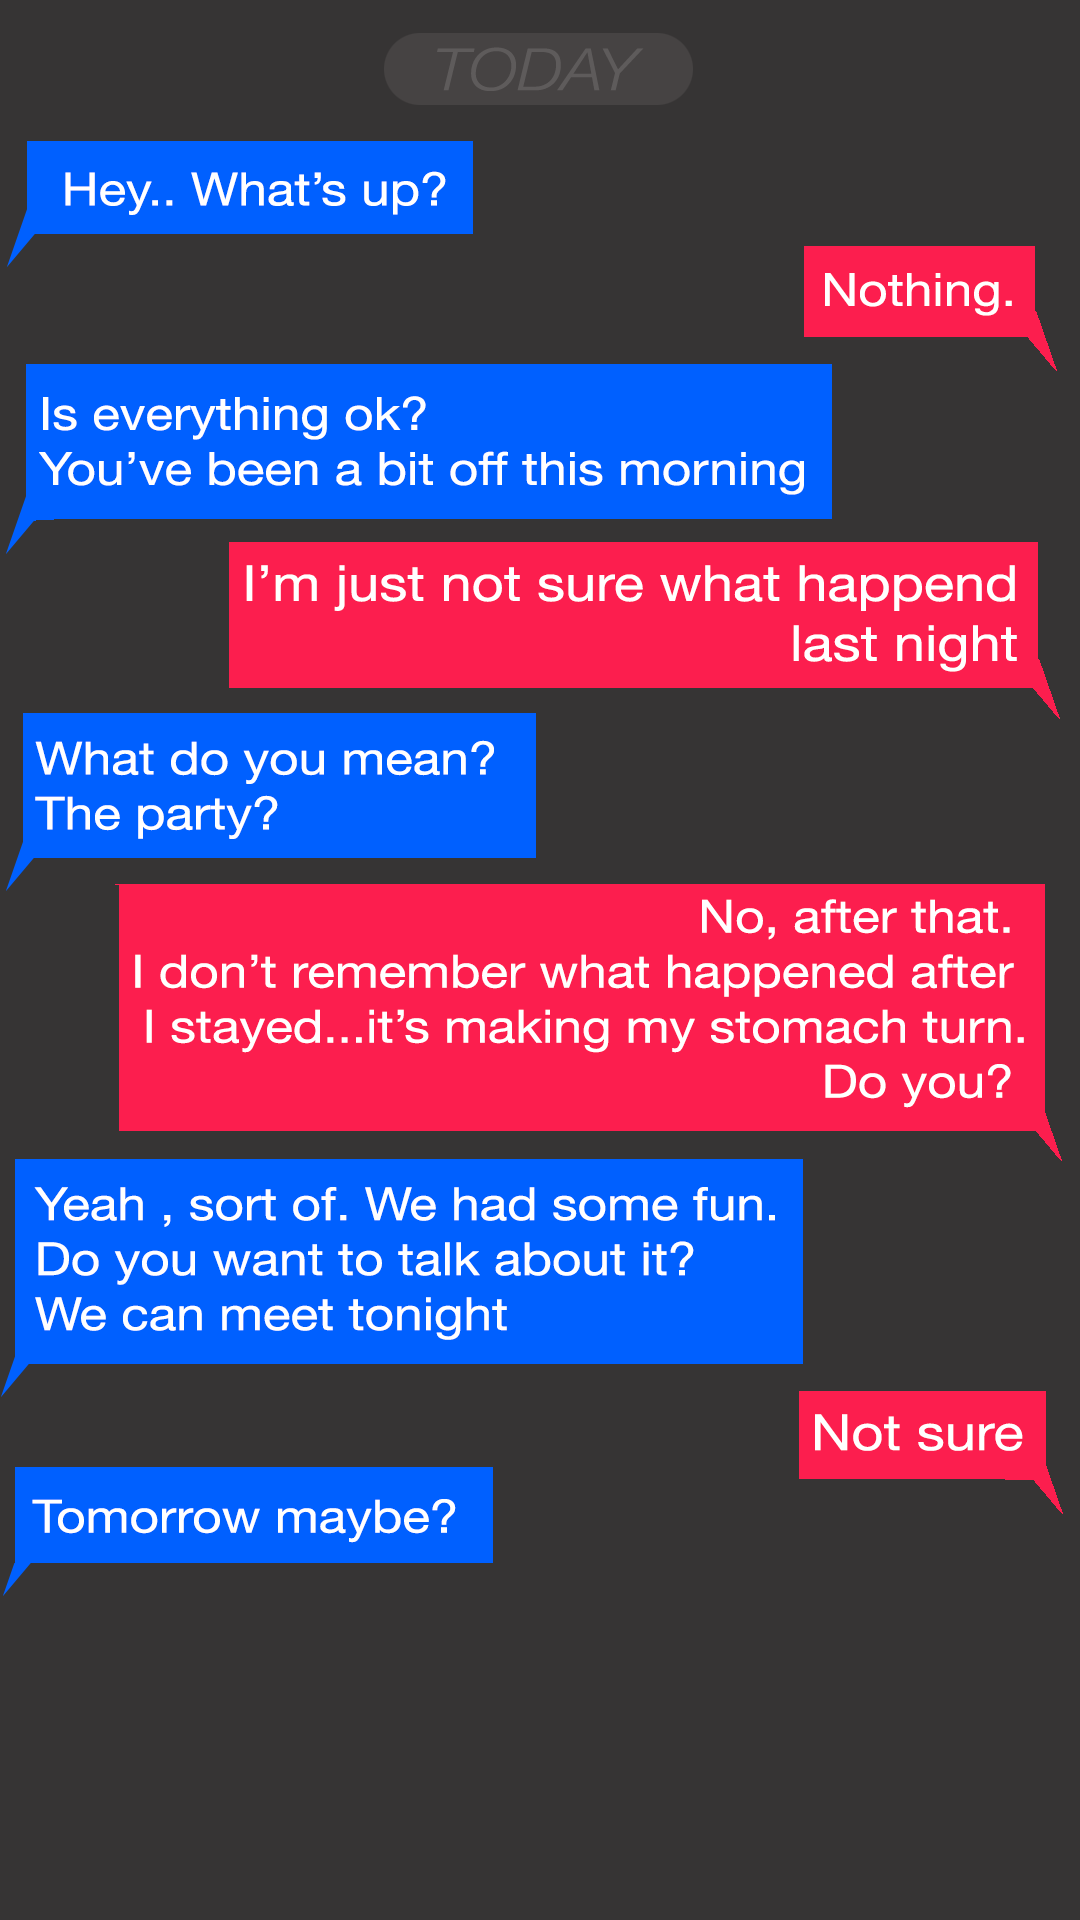 TODAY
Hey.. What’s up?
Nothing.
Is everything ok?
You’ve been a bit off this morning
I’m just not sure what happend
last night
What do you mean?
The party?
No, after that.
I don’t remember what happened after
I stayed...it’s making my stomach turn.
Do you?
Yeah , sort of. We had some fun.
Do you want to talk about it?
We can meet tonight
Not sure
Tomorrow maybe?